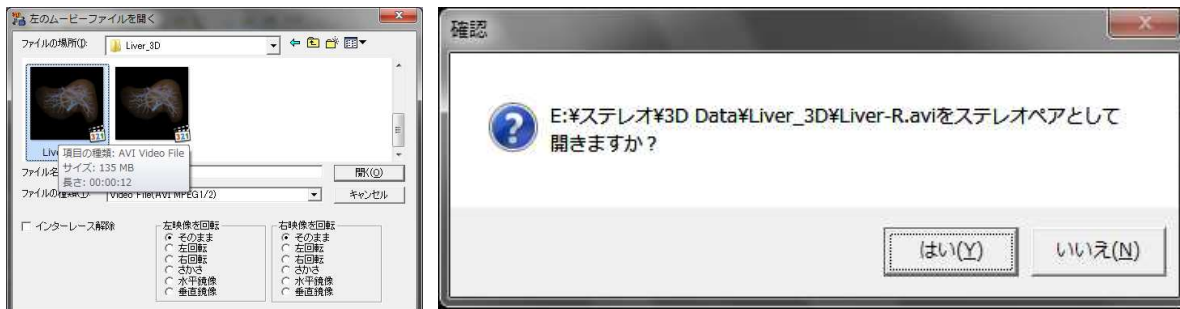 左のムービーファイルを開く
ファイルの場所(I):
Liver_3D
Live
項目の種類: AVI Video File
サイズ: 135 MB
長さ: 00:00:12
ファイル名
開く(O)
ファイルの種類(T):
Video File(AVI MPEG1/2)
キャンセル
インターレース解除
左映像を回転
そのまま
左回転
右回転
さかさ
水平鏡像
垂直鏡像
右映像を回転
そのまま
左回転
右回転
さかさ
水平鏡像
垂直鏡像
確認
E:¥ステレオ¥3D Data¥Liver_3D¥Liver-R.aviをステレオペアとして
開きますか？
はい(Y)
いいえ(N)